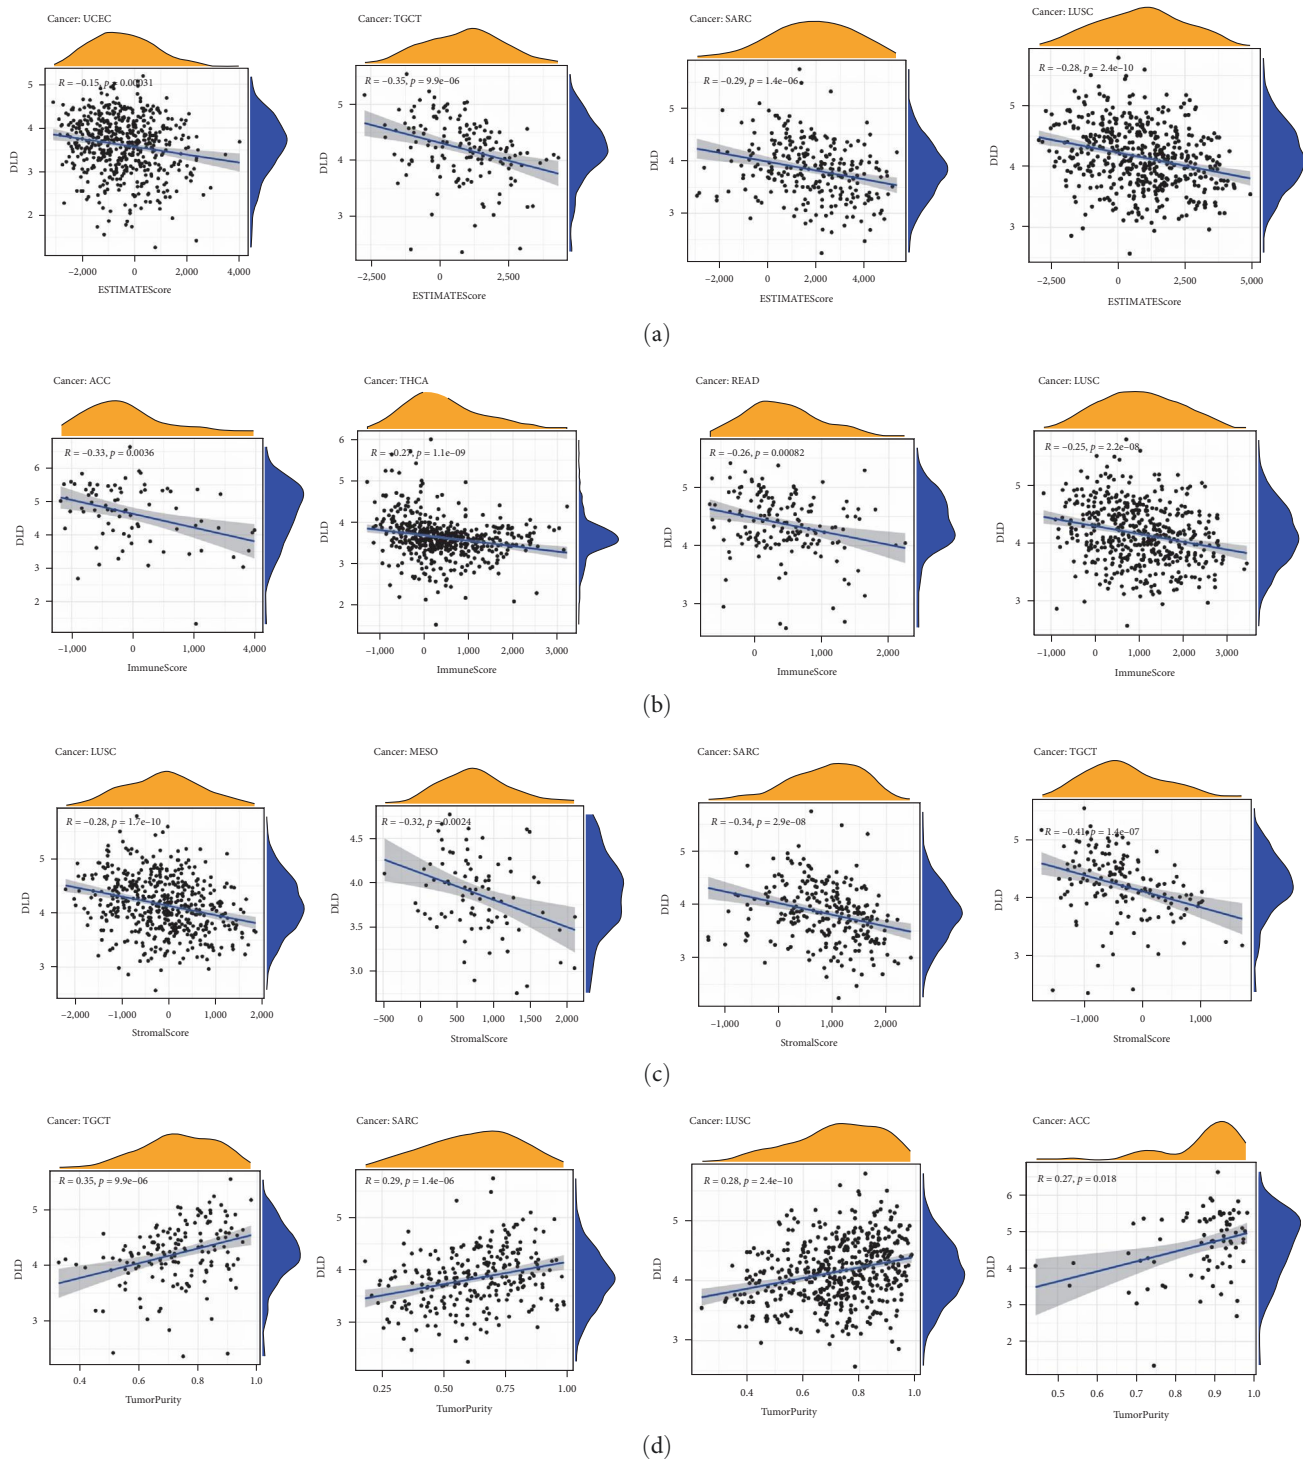 Cancer: UCEC
R = −0.15, p = 0.00031
5
4
3
2
DLD
−2,000 0 2,000 4,000
ESTIMATEScore
Cancer: TGCT
R = −0.35, p = 9.9e−06
5
4
3
DLD
−2,500 0 2,500
ESTIMATEScore
Cancer: SARC
R = −0.29, p = 1.4e−06
5
4
3
DLD
−2,000 0 2,000 4,000
ESTIMATEScore
Cancer: LUSC
R = −0.28, p = 2.4e−10
5
4
3
DLD
−2,500 0 2,500 5,000
ESTIMATEScore
(a)
Cancer: ACC
R = −0.33, p = 0.0036
6
5
4
3
2
DLD
−1,000 0 1,000 4,000
ImmuneScore
Cancer: THCA
R = −0.27, p = 1.1e−09
6
5
4
3
2
DLD
−1,000 0 1,000 2,000 3,000
ImmuneScore
Cancer: READ
R = −0.26, p = 0.00082
5
4
3
DLD
0 1,000 2,000
ImmuneScore
Cancer: LUSC
R = −0.25, p = 2.2e−08
5
4
3
DLD
−1,000 0 1,000 2,000 3,000
ImmuneScore
(b)
Cancer: LUSC
R = −0.28, p = 1.7e−10
5
4
3
DLD
−2,000 −1,000 0 1,000 2,000
StromalScore
Cancer: MESO
R = −0.32, p = 0.0024
4.5
4.0
3.5
3.0
DLD
−500 0 500 1,000 1,500 2,000
StromalScore
Cancer: SARC
R = −0.34, p = 2.9e−08
5
4
3
DLD
−1,000 0 1,000 2,000
StromalScore
Cancer: TGCT
R = −0.41, p = 1.4e−07
5
4
3
DLD
−1,000 0 1,000
StromalScore
(c)
Cancer: TGCT
R = 0.35, p = 9.9e−06
5
4
3
DLD
0.4 0.6 0.8 1.0
TumorPurity
Cancer: SARC
R = 0.29, p = 1.4e−06
5
4
3
DLD
0.25 0.50 0.75 1.00
TumorPurity
Cancer: LUSC
R = 0.28, p = 2.4e−10
5
4
3
DLD
0.4 0.6 0.8 1.0
TumorPurity
Cancer: ACC
R = 0.27, p = 0.018
6
5
4
3
2
DLD
0.5 0.6 0.7 0.8 0.9 1.0
TumorPurity
(d)